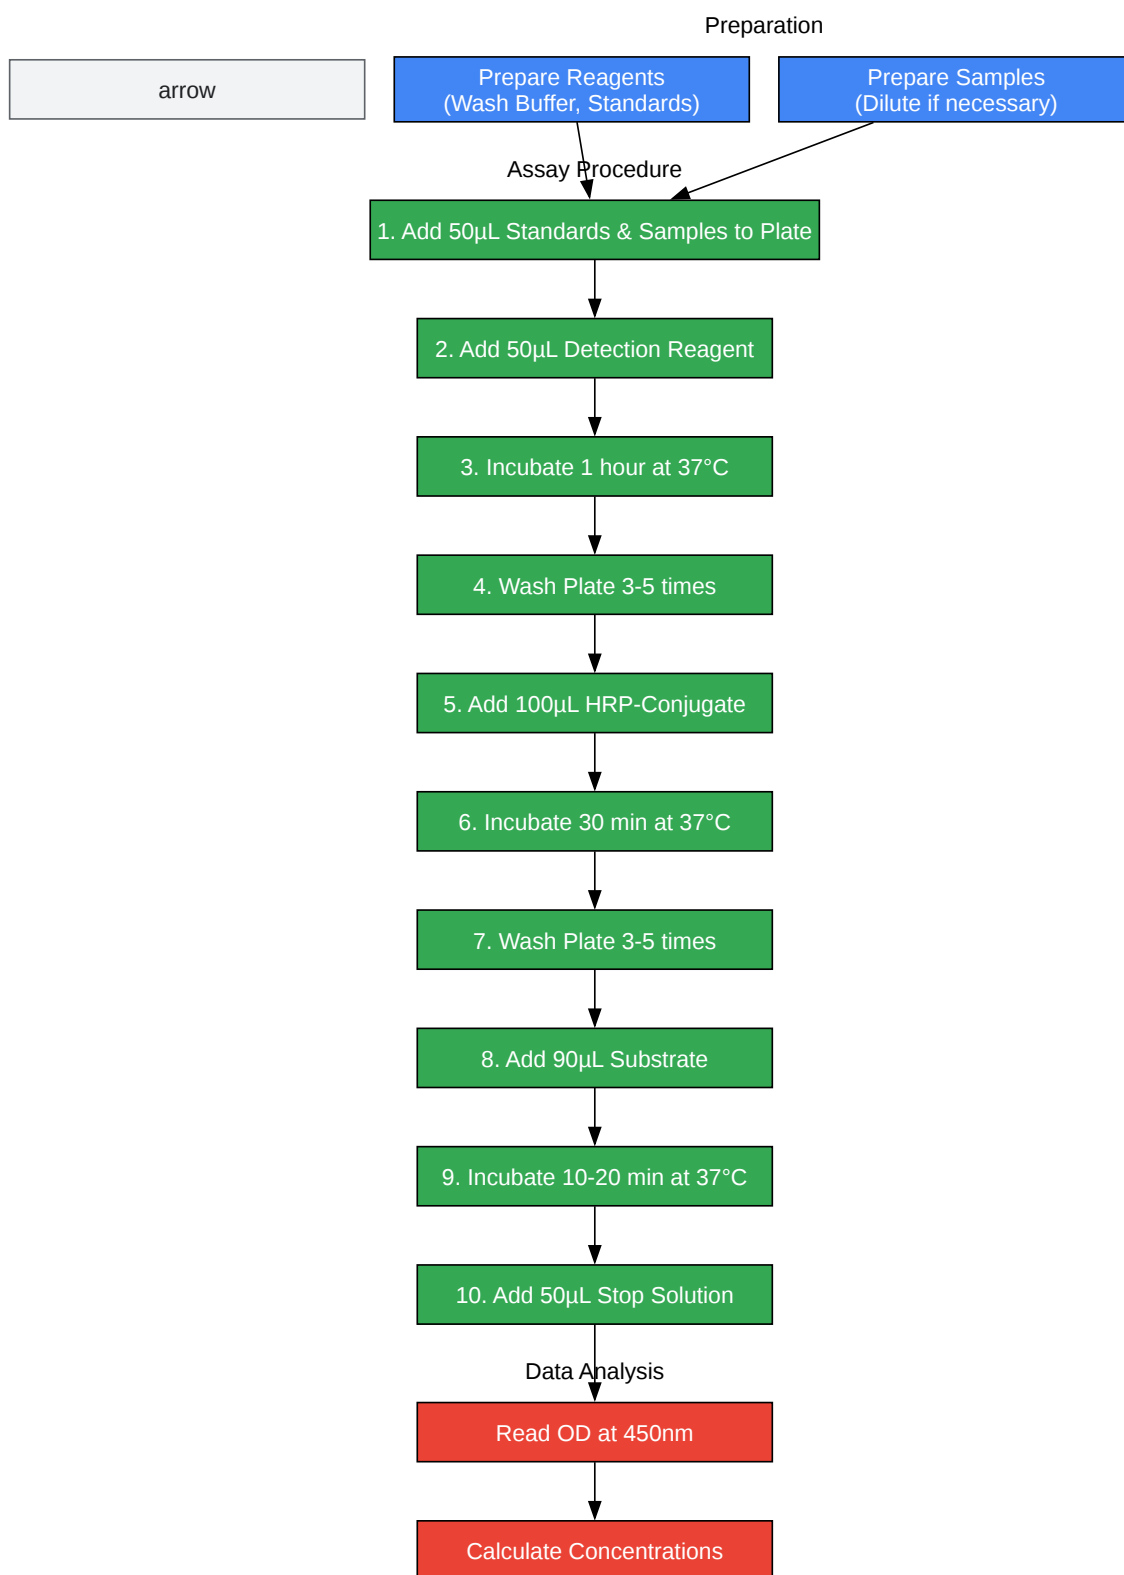 Preparation
arrow
Prepare Reagents
(Wash Buffer, Standards)
Prepare Samples
(Dilute if necessary)
Assay Procedure
1. Add 50µL Standards & Samples to Plate
2. Add 50µL Detection Reagent
3. Incubate 1 hour at 37°C
4. Wash Plate 3-5 times
5. Add 100µL HRP-Conjugate
6. Incubate 30 min at 37°C
7. Wash Plate 3-5 times
8. Add 90µL Substrate
9. Incubate 10-20 min at 37°C
10. Add 50µL Stop Solution
Data Analysis
Read OD at 450nm
Calculate Concentrations